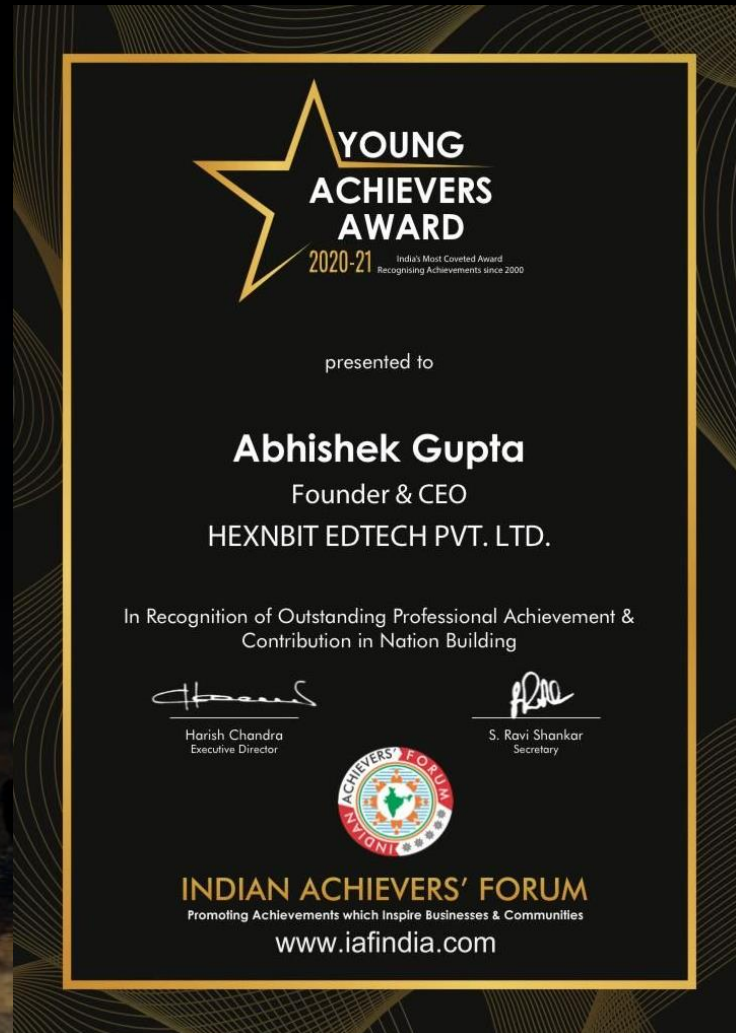 YOUNG
ACHIEVERS
AWARD
2020-21
India's Most Coveted Award
Recognising Achievements since 2000
presented to
Abhishek Gupta
Founder & CEO
HEXNBIT EDTECH PVT. LTD.
In Recognition of Outstanding Professional Achievement &
Contribution in Nation Building
Harish Chandra
Executive Director
S. Ravi Shankar
Secretary
INDIAN ACHIEVERS' FORUM
INDIAN ACHIEVERS' FORUM
Promoting Achievements which Inspire Businesses & Communities
www.iafindia.com